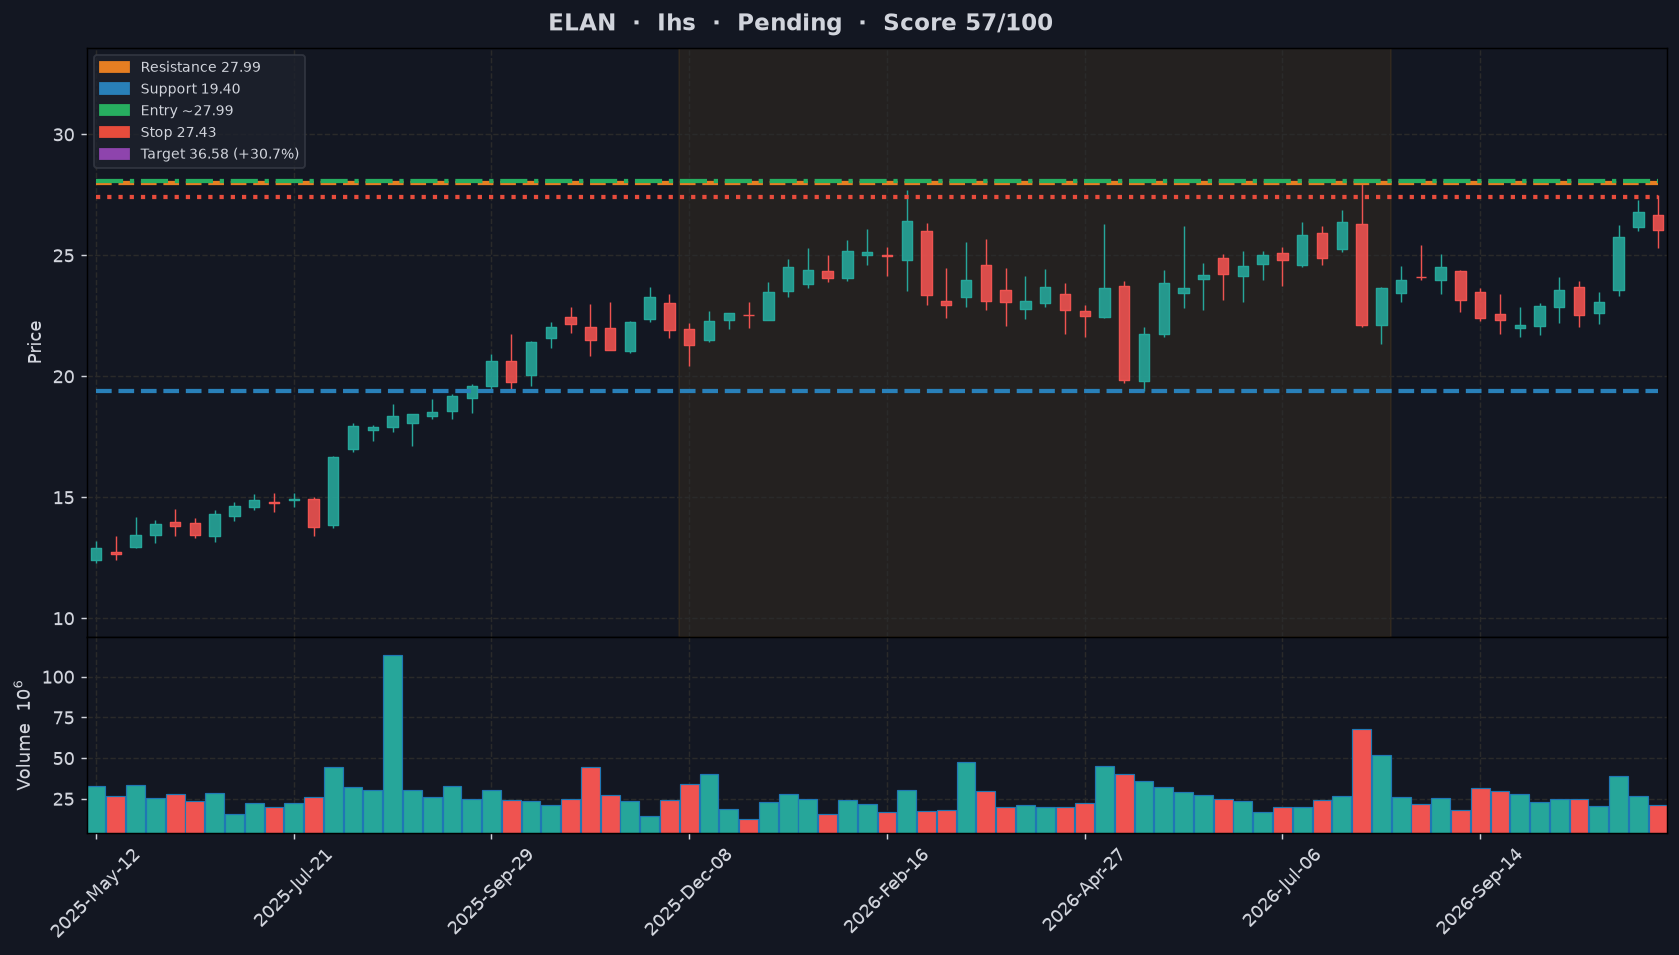 ELAN · Ihs · Pending · Score 57/100
Resistance 27.99
Support 19.40
Entry ~27.99
Stop 27.43
Target 36.58 (+30.7%)
Price
30
25
20
15
10
Volume 10⁶
100
75
50
25
2025-May-12
2025-Jul-21
2025-Sep-29
2025-Dec-08
2026-Feb-16
2026-Apr-27
2026-Jul-06
2026-Sep-14